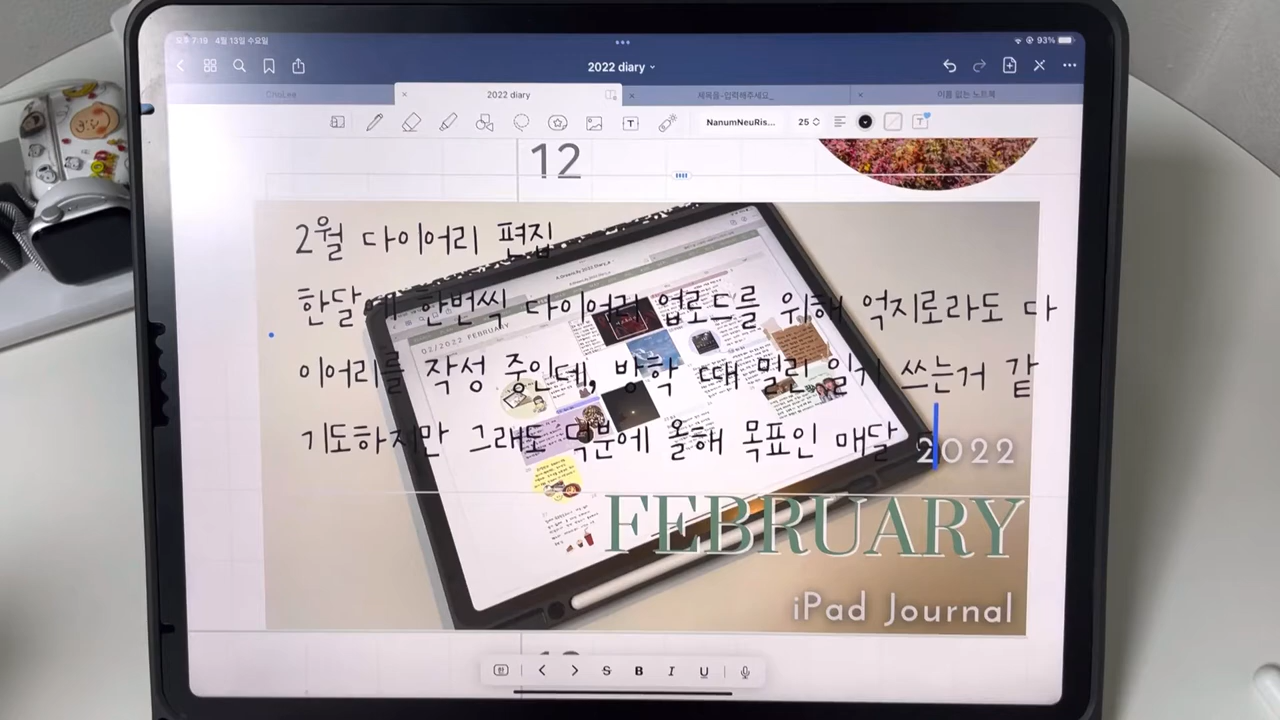 오후 7:19 4월 13일 수요일
93%
2022 diary
ChoLee
2022 diary
제목을-입력해주세요_
이름 없는 노트북
NanumNeuRis... 25
12
2월 다이어리 편집
한달에 한번씩 다이어리 업로드를 위해 억지로라도 다
이어리를 작성 중인데, 방학 때 밀린 일기 쓰는거 같
기도하지만 그래도 덕분에 올해 목표인 매달
02/2022 FEBRUARY
2022
FEBRUARY
iPad Journal
한 S B I U